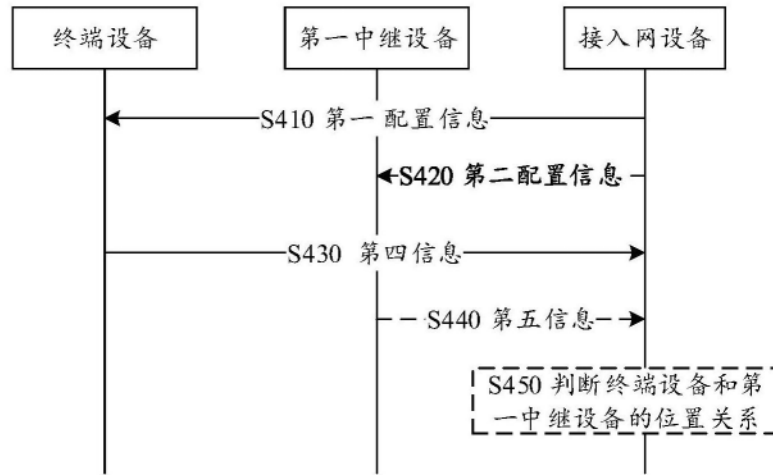 终端设备
第一中继设备
接入网设备
S410 第一配置信息
S420 第二配置信息
S430 第四信息
S440 第五信息
S450 判断终端设备和第
一中继设备的位置关系